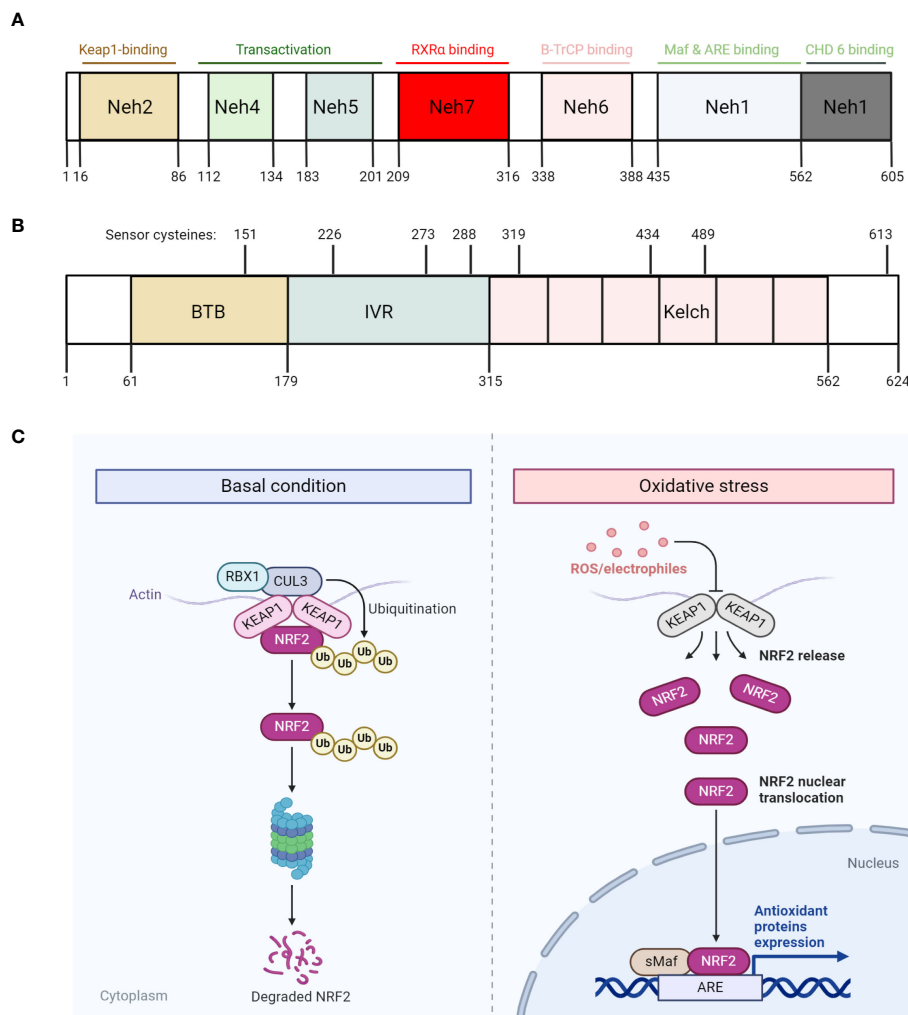 A
Keap1-binding
Transactivation
RXRα binding
B-TrCP binding
Maf & ARE binding
CHD 6 binding
Neh2
Neh4
Neh5
Neh7
Neh6
Neh1
Neh1
1 16 86 112 134 183 201 209 316 338 388 435 562 605
B
Sensor cysteines: 151 226 273 288 319 434 489 613
BTB
IVR
Kelch
1 61 179 315 562 624
C
Basal condition
RBX1
CUL3
Actin
KEAP1
KEAP1
Ubiquitination
NRF2
Ub
Ub
Ub
Ub
NRF2
Ub
Ub
Ub
Ub
Degraded NRF2
Cytoplasm
Oxidative stress
ROS/electrophiles
KEAP1
KEAP1
NRF2 release
NRF2
NRF2
NRF2
NRF2
NRF2 nuclear
translocation
Nucleus
Antioxidant
proteins
expression
sMaf
NRF2
ARE